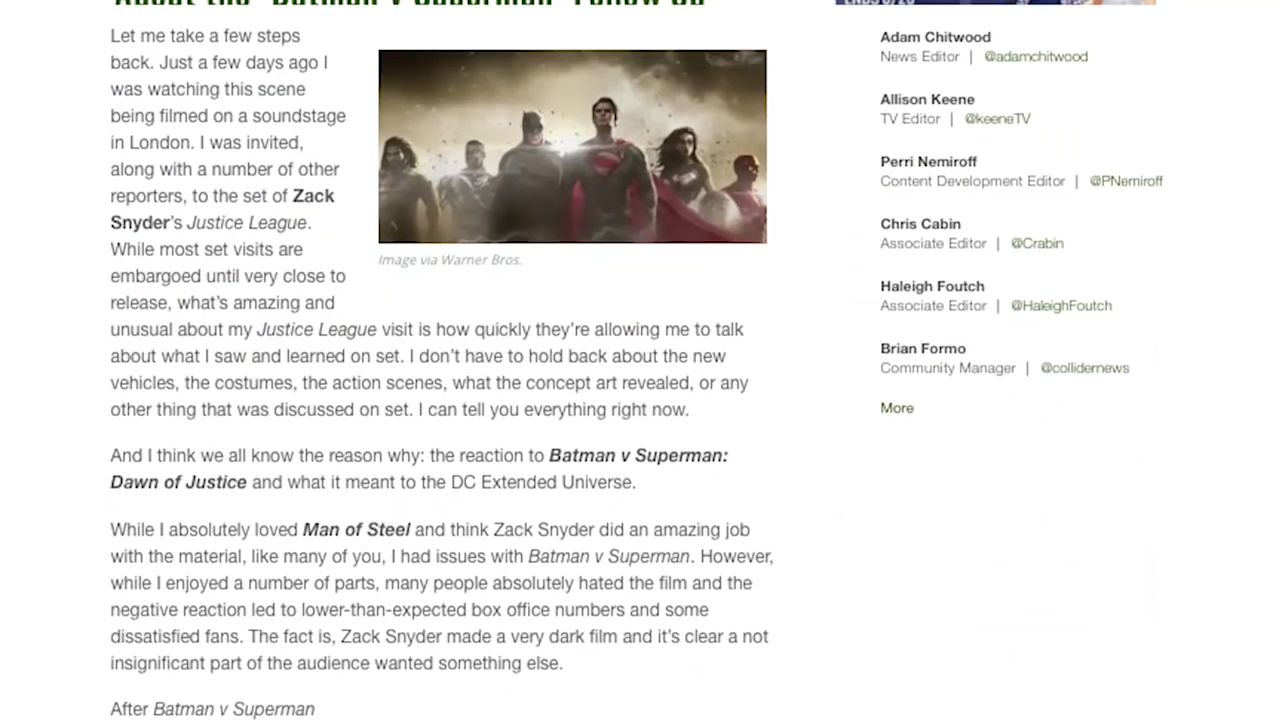 About the 'Batman v Superman' Follow Up
Let me take a few steps
back. Just a few days ago I
was watching this scene
being filmed on a soundstage
in London. I was invited,
along with a number of other
reporters, to the set of Zack
Snyder's Justice League.
While most set visits are
embargoed until very close to
release, what's amazing and
Image via Warner Bros.
unusual about my Justice League visit is how quickly they're allowing me to talk
about what I saw and learned on set. I don't have to hold back about the new
vehicles, the costumes, the action scenes, what the concept art revealed, or any
other thing that was discussed on set. I can tell you everything right now.
And I think we all know the reason why: the reaction to Batman v Superman:
Dawn of Justice and what it meant to the DC Extended Universe.
While I absolutely loved Man of Steel and think Zack Snyder did an amazing job
with the material, like many of you, I had issues with Batman v Superman. However,
while I enjoyed a number of parts, many people absolutely hated the film and the
negative reaction led to lower-than-expected box office numbers and some
dissatisfied fans. The fact is, Zack Snyder made a very dark film and it's clear a not
insignificant part of the audience wanted something else.
After Batman v Superman
Adam Chitwood
News Editor | @adamchitwood
Allison Keene
TV Editor | @keeneTV
Perri Nemiroff
Content Development Editor | @PNemiroff
Chris Cabin
Associate Editor | @Crabin
Haleigh Foutch
Associate Editor | @HaleighFoutch
Brian Formo
Community Manager | @collidernews
More